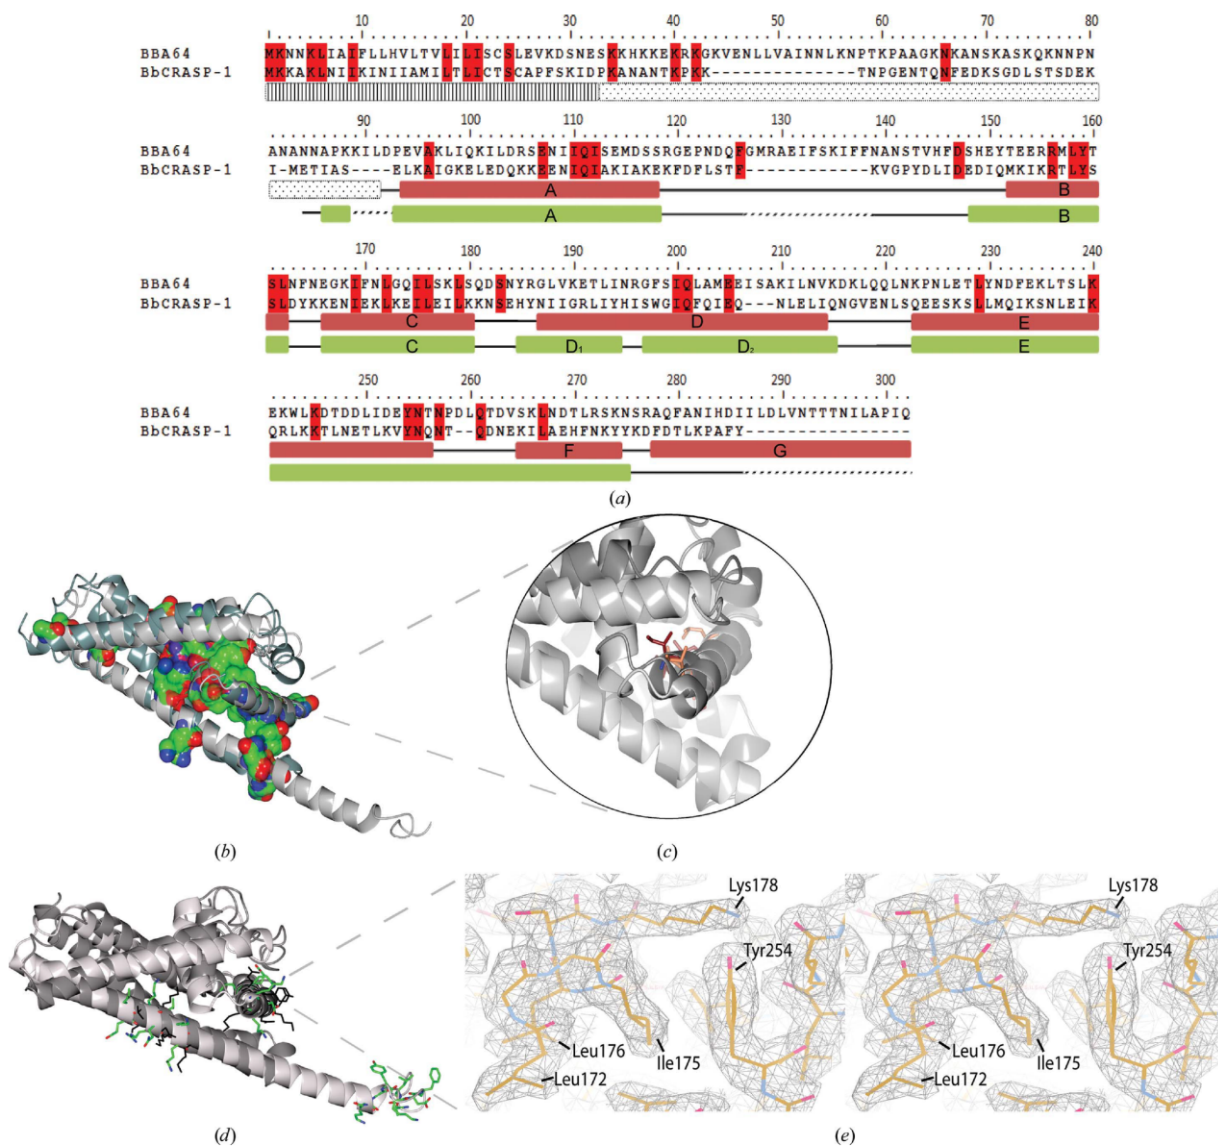 10 20 30 40 50 60 70 80
BBA64 MKNNKLIAIFLLHVLTVLILISCSLEVKDSNESKKHKKEKRKGKVENLLVAINNLKNPTKPAAGKNKANSKASKQKNNPN
BbCRASP-1 MKKAKLNIIKINIIAMILTLICTSCAPFSKIDPKANANTKPKK--------------TNPGENTQNFEDKSGDLSTSDEK
90 100 110 120 130 140 150 160
BBA64 ANANNAPKKILDPEVAKLIQKILDRSENIIQISEMDSSRGEPNDQFGMRAEIFSKIFFNANSTVHFDSHEYTEERRMLYT
BbCRASP-1 I-METIAS----ELKAIGKELEDQKKEENIQIAKIAKEKFDFLSTF----------KVGPYDLIDEDIQMKIKRTLYS
A B
A B
170 180 190 200 210 220 230 240
BBA64 SLNFNEGKIFNLGQILSKLSQDSNYRGLVKETLINRGFSIQLAMEEISAKILNVKDKLQQLNKPNLETLYNDFEKLTSLK
BbCRASP-1 SLDYKKENIEKLKEILEILKKNSEHYNIIGRLIYHISWGIQFQIEQ--NLELIQNGVENLSQEESKSLLMQIKSNLEIK
C D E
C D1 D2 E
250 260 270 280 290 300
BBA64 EKWLKDTDDLIDEYNTNPDLQTDVSKLNDTLRSKNSRAQFANIHDIILDLVNTTTNILAPIQ
BbCRASP-1 QRLKKTLNETLKVYNQNT--QDNEKILAEHFNKYYKDFDTLKPAFY----------------
F G
(a)
(b)
(c)
Lys178 Lys178
Tyr254 Tyr254
Leu176 Ile175 Leu176 Ile175
Leu172 Leu172
(d)
(e)